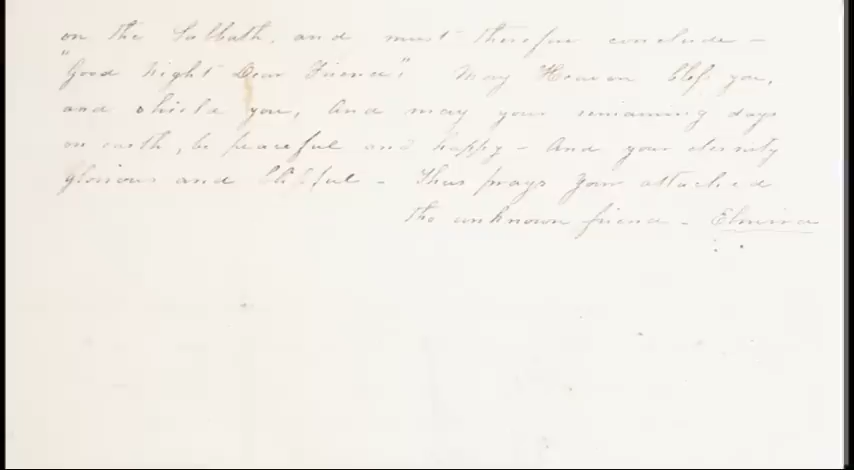 on the Sabbath, and must therefore conclude –
"Good Night Dear Friend". May Heaven bless you,
and shield you, And may your remaining days
on earth, be peaceful and happy – And your eternity
glorious and blissful – Thus prays your attached
tho unknown friend – Elmira